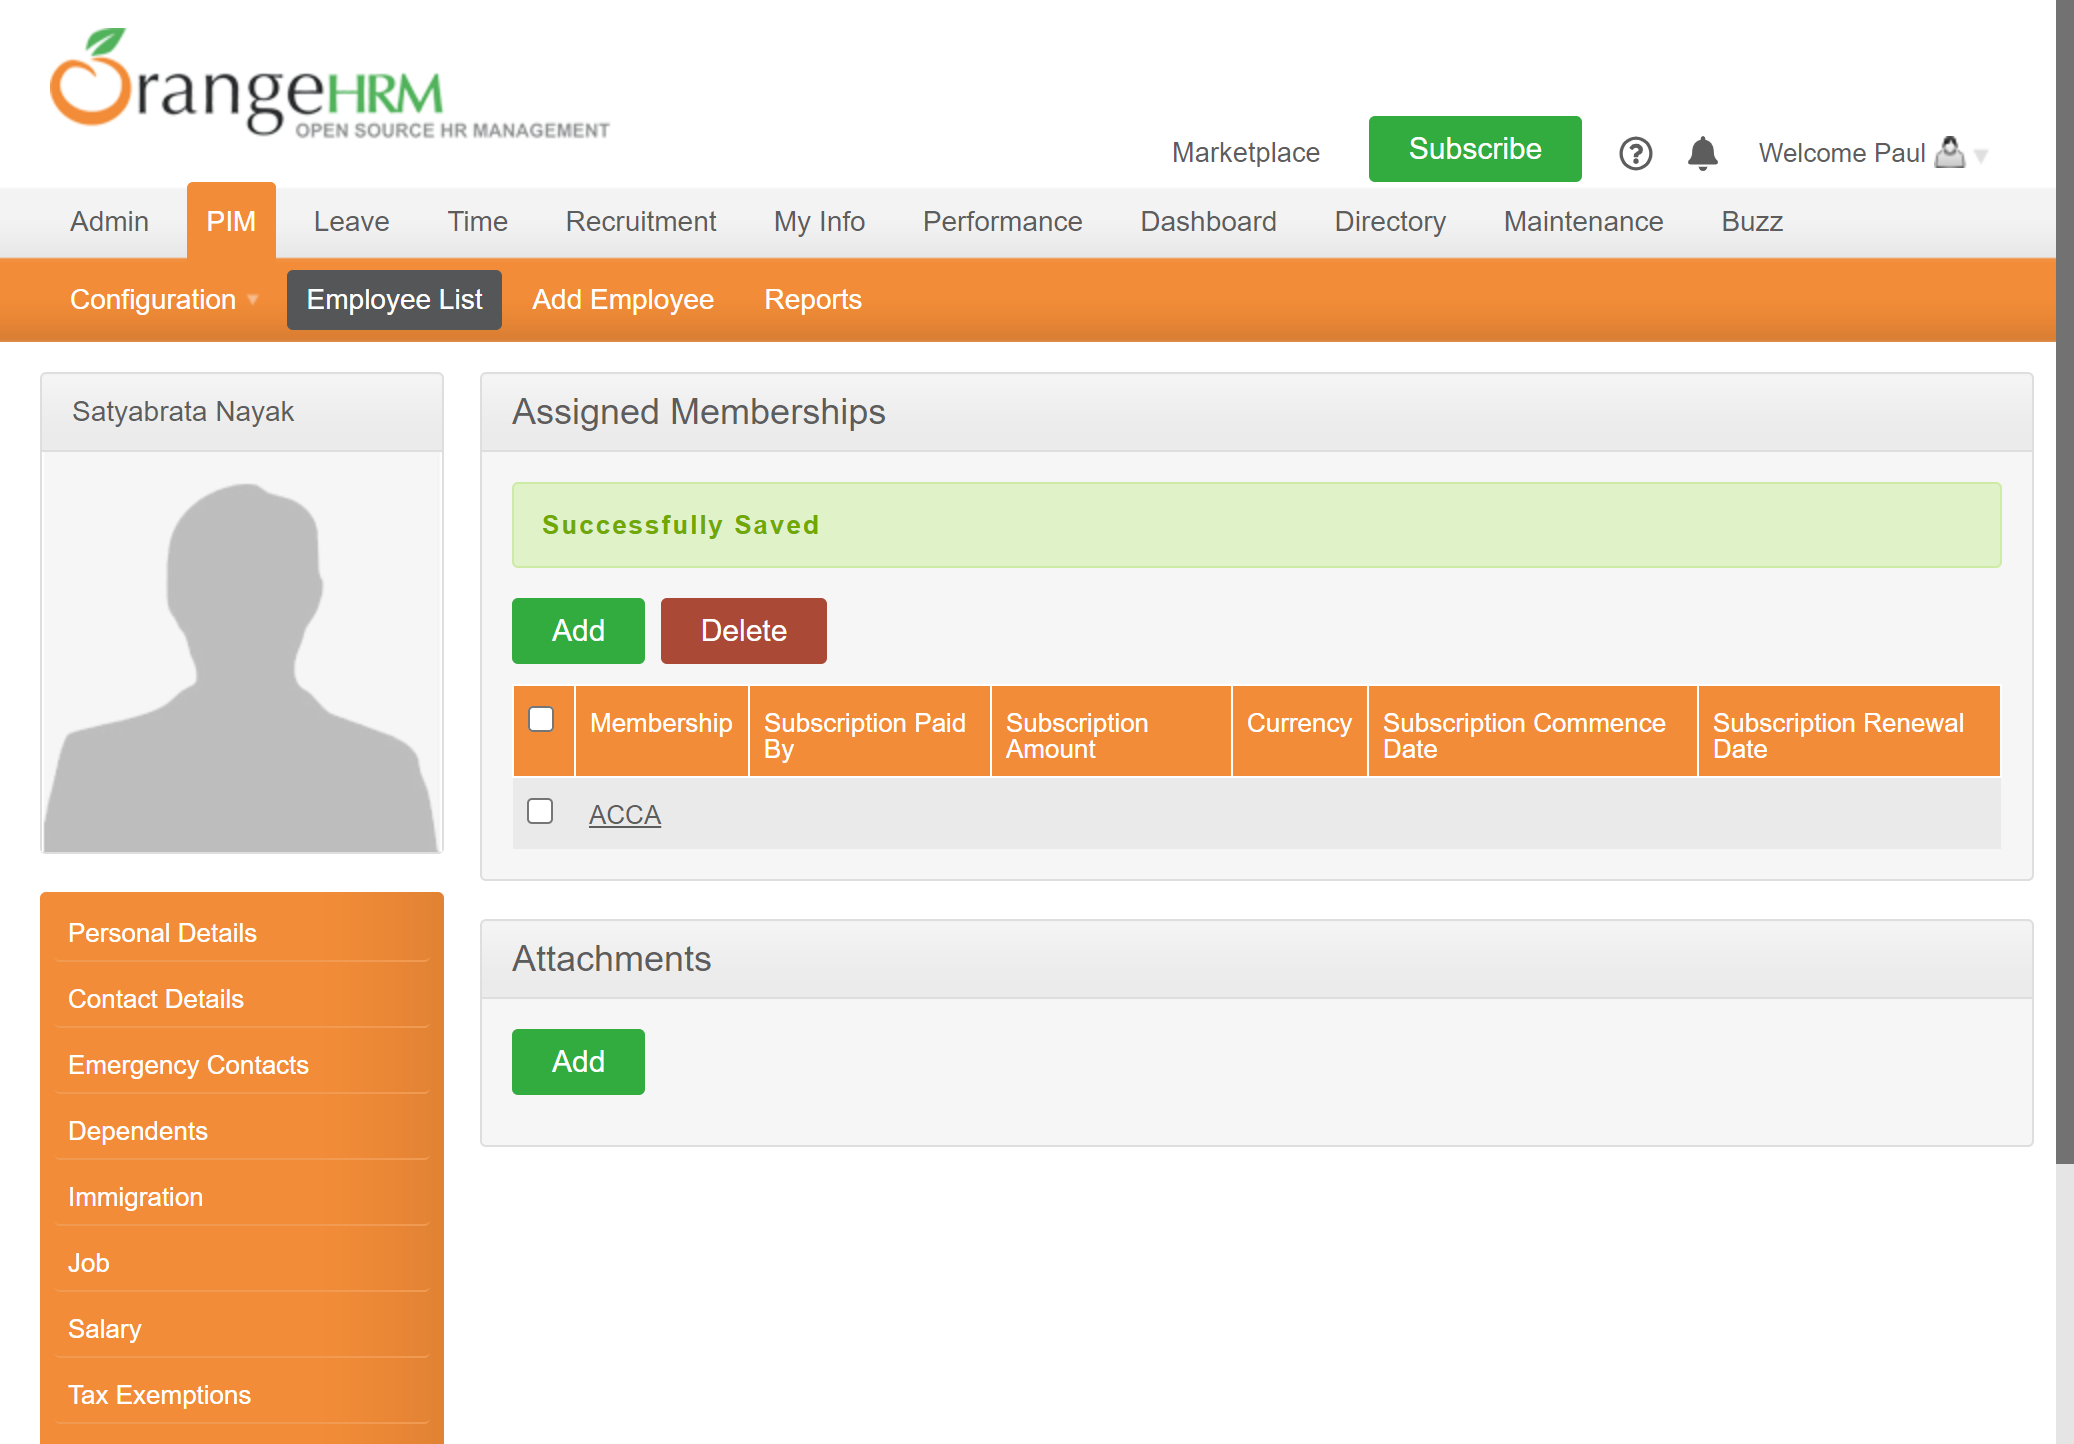 OrangeHRM
OPEN SOURCE HR MANAGEMENT
Marketplace
Subscribe
?
Welcome Paul
Admin
PIM
Leave
Time
Recruitment
My Info
Performance
Dashboard
Directory
Maintenance
Buzz
Configuration
Employee List
Add Employee
Reports
Satyabrata Nayak
Personal Details
Contact Details
Emergency Contacts
Dependents
Immigration
Job
Salary
Tax Exemptions
Assigned Memberships
Successfully Saved
Add
Delete
Membership
Subscription Paid
By
Subscription
Amount
Currency
Subscription Commence
Date
Subscription Renewal
Date
ACCA
Attachments
Add